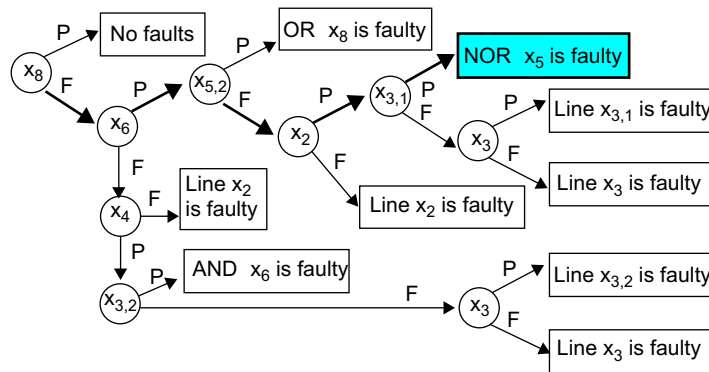 No faults
P
x8
F
P
x6
x5,2
P
OR x8 is faulty
F
P
x2
x3,1
P
NOR x5 is faulty
F
x3
P
Line x3,1 is faulty
F
Line x3 is faulty
F
Line x2 is faulty
F
x4
F
Line x2
is faulty
P
x3,2
P
AND x6 is faulty
F
x3
P
Line x3,2 is faulty
F
Line x3 is faulty